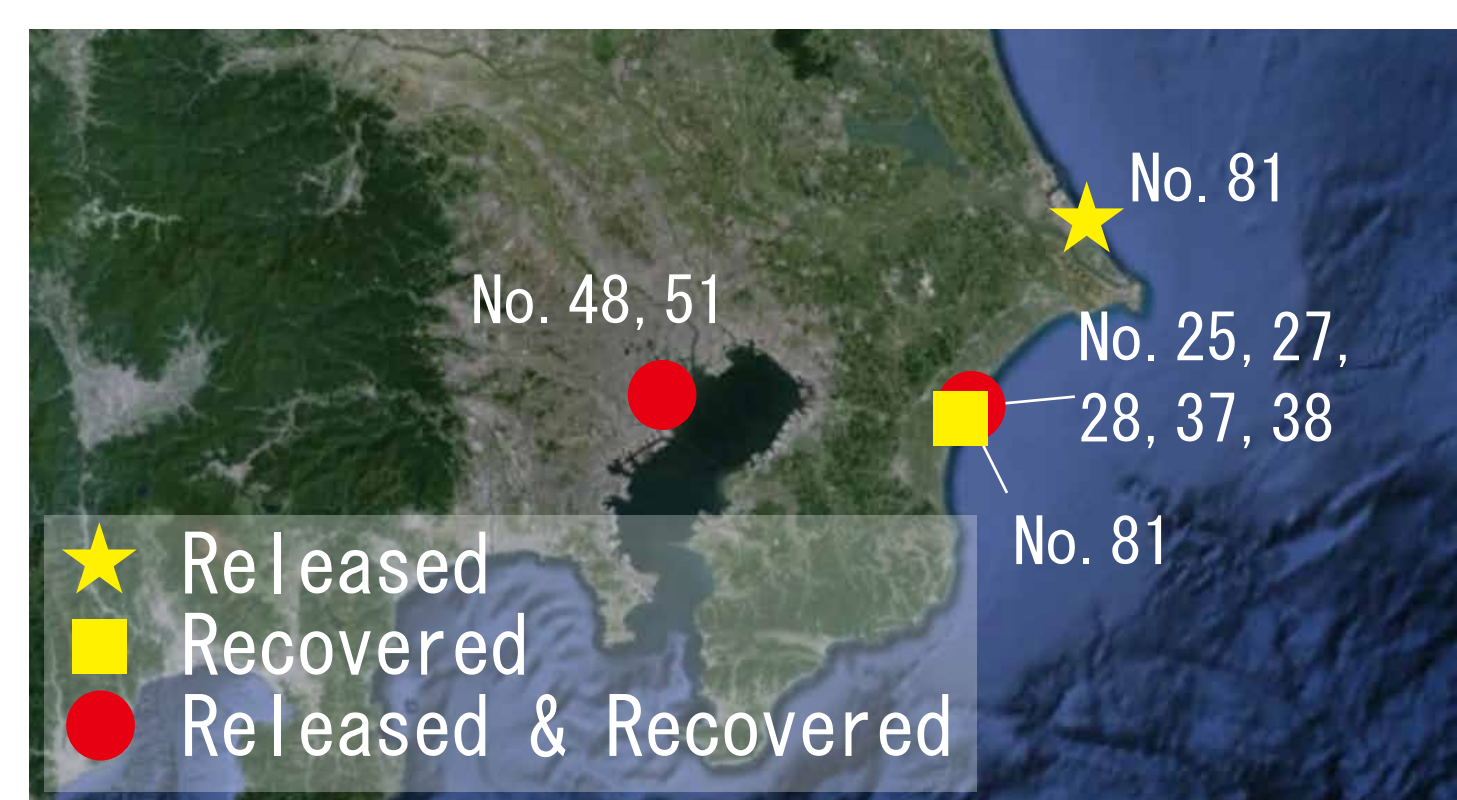 No. 81
No. 48, 51
No. 25, 27,
28, 37, 38
No. 81
Released
Recovered
Released & Recovered